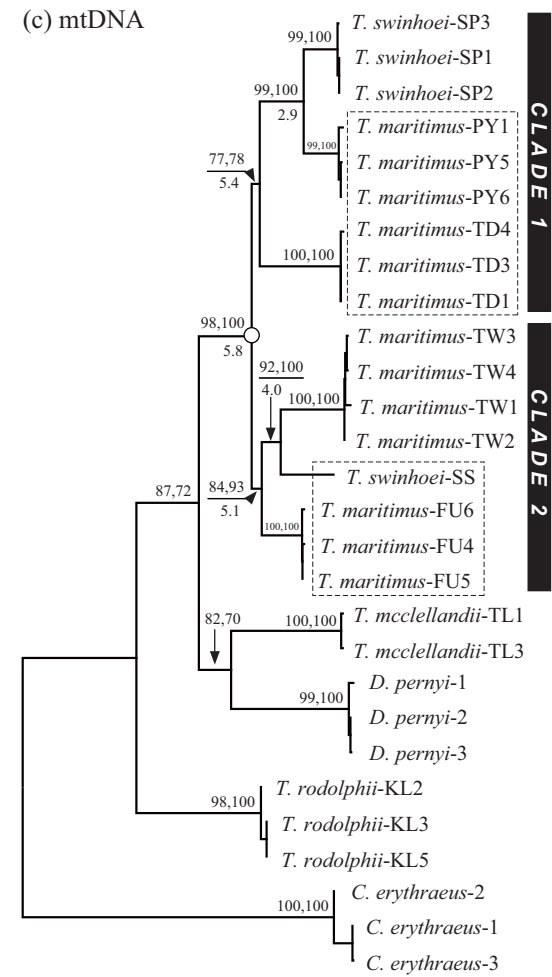 (c) mtDNA
99,100
T. swinhoei-SP3
T. swinhoei-SP1
T. swinhoei-SP2
99,100
2.9
99,100
T. maritimus-PY1
T. maritimus-PY5
T. maritimus-PY6
77,78
5.4
T. maritimus-TD4
100,100
T. maritimus-TD3
T. maritimus-TD1
CLADE 1
98,100
5.8
T. maritimus-TW3
92,100
4.0
T. maritimus-TW4
100,100
T. maritimus-TW1
T. maritimus-TW2
T. swinhoei-SS
84,93
5.1
T. maritimus-FU6
100,100
T. maritimus-FU4
T. maritimus-FU5
CLADE 2
87,72
82,70
100,100
T. mcclellandii-TL1
T. mcclellandii-TL3
D. pernyi-1
99,100
D. pernyi-2
D. pernyi-3
T. rodolphii-KL2
98,100
T. rodolphii-KL3
T. rodolphii-KL5
C. erythraeus-2
100,100
C. erythraeus-1
C. erythraeus-3